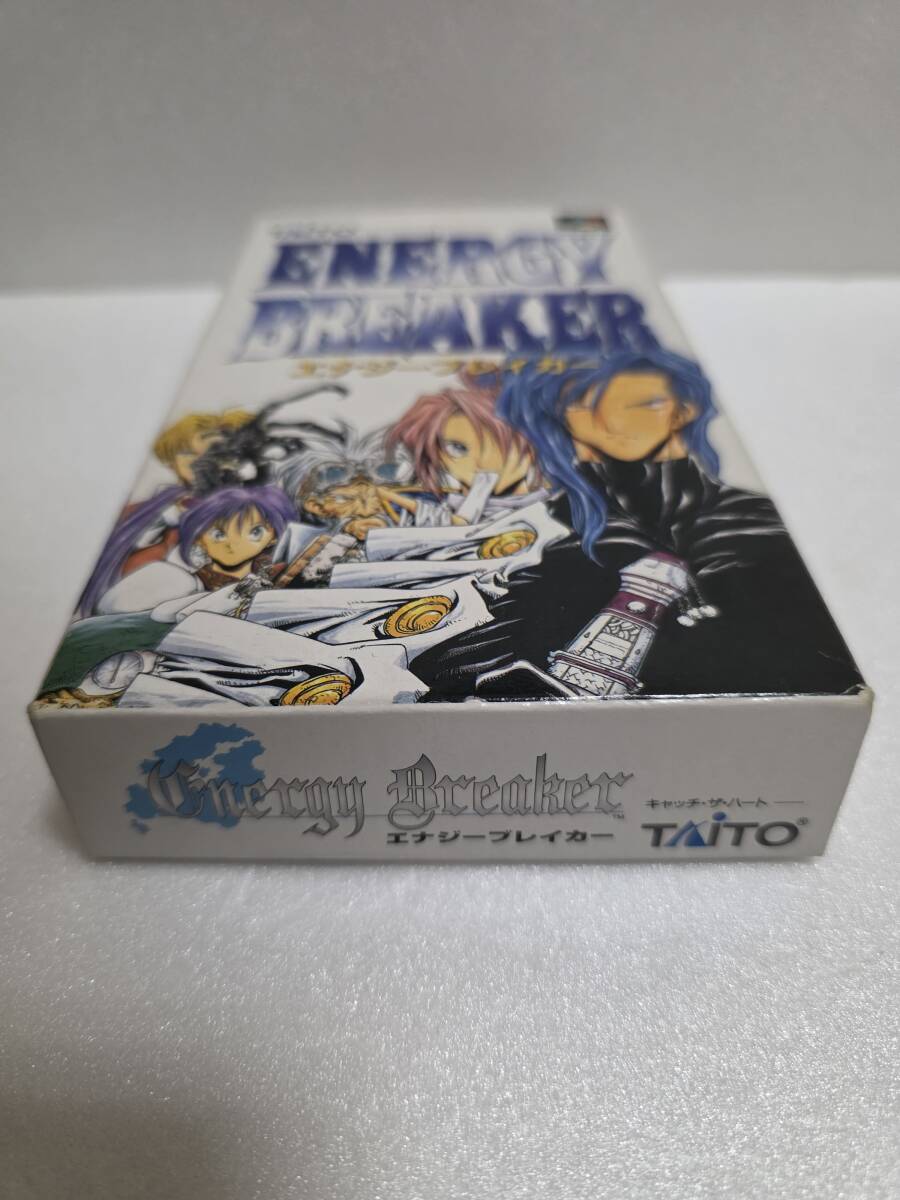 TAITO
ENERGY
BREAKER
エナジーブレイカー
Energy Breaker™
エナジーブレイカー
キャッチ・ザ・ハート
TAITO®